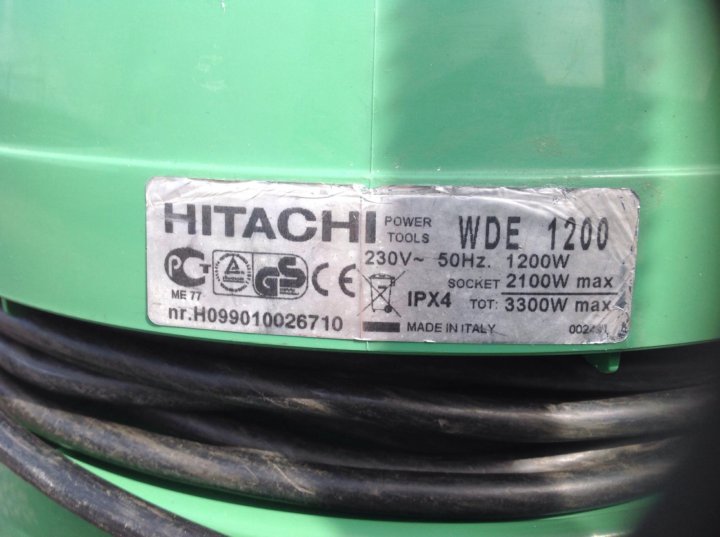 HITACHI POWER TOOLS WDE 1200
230V~ 50Hz. 1200W
SOCKET 2100W max
ME 77
IPX4 TOT: 3300W max
nr.H099010026710
MADE IN ITALY